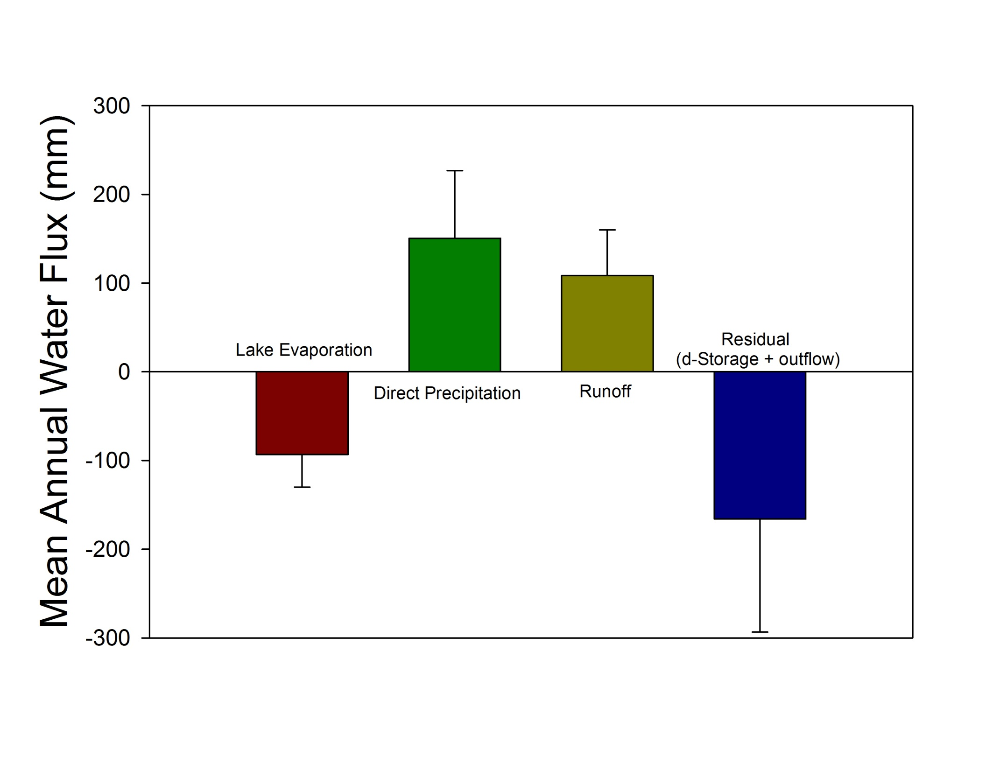 Mean Annual Water Flux (mm)
300
200
100
0
-100
-200
-300
Lake Evaporation
Direct Precipitation
Runoff
Residual
(d-Storage + outflow)